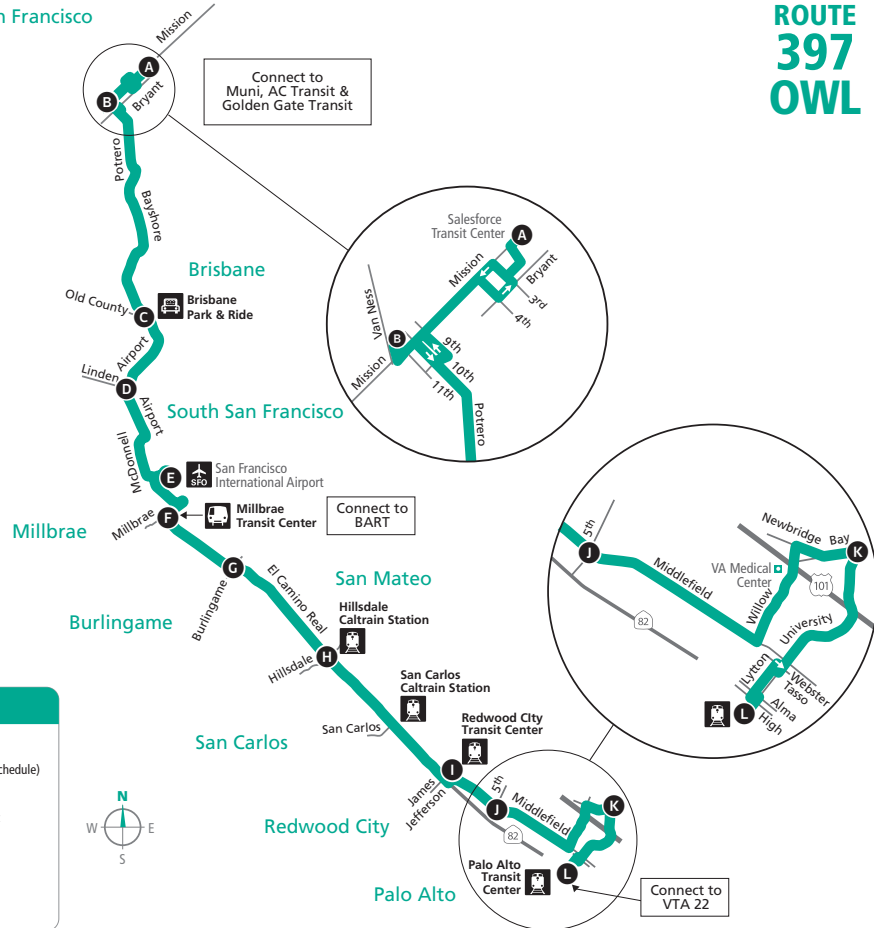 n Francisco
ROUTE
397
OWL
Mission
A
B
Bryant
Connect to
Muni, AC Transit &
Golden Gate Transit
Potrero
Bayshore
Brisbane
Old County
C
Brisbane
Park & Ride
Airport
Linden
D
Airport
South San Francisco
McDonnell
E
SFO
San Francisco
International Airport
Millbrae
Millbrae
F
Millbrae
Transit Center
Connect to
BART
G
Burlingame
Burlingame
El Camino Real
San Mateo
Hillsdale
Caltrain Station
Hillsdale
H
San Carlos
Caltrain Station
San Carlos
San Carlos
Redwood CIty
Transit Center
I
James
Jefferson
5th
J
Middlefield
K
82
Redwood City
Palo Alto
Transit
Center
L
Palo Alto
Connect to
VTA 22
Salesforce
Transit Center
A
Mission
Bryant
3rd
4th
Van Ness
B
9th
10th
11th
Mission
Potrero
5th
J
Middlefield
Newbridge
Bay
K
VA Medical
Center
101
Willow
82
University
Lytton
Webster
Tasso
Alma
High
L
chedule)
N
W
E
S